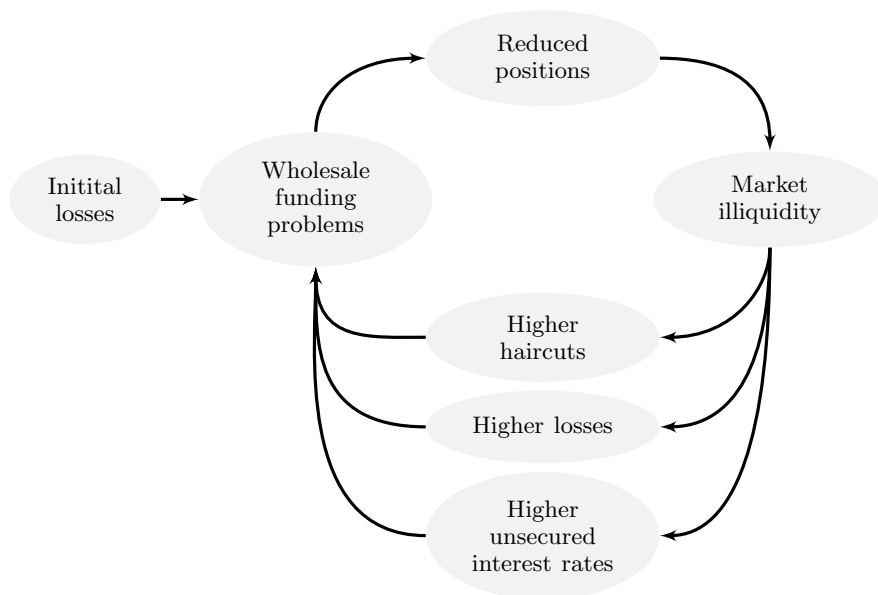 Reduced
positions
Initital
losses
Wholesale
funding
problems
Market
illiquidity
Higher
haircuts
Higher losses
Higher
unsecured
interest rates